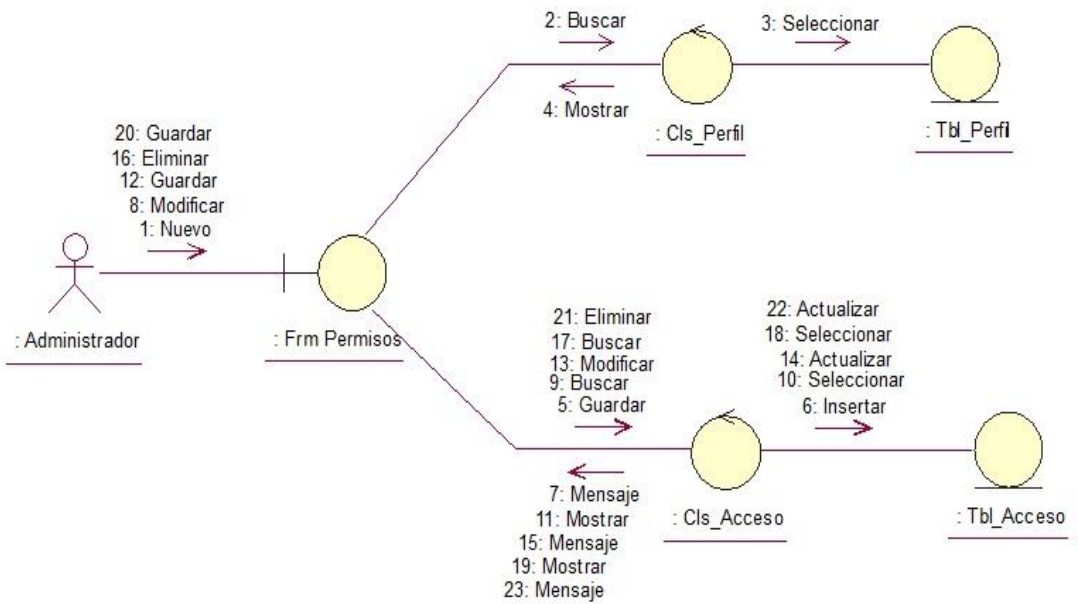 2: Buscar
3: Seleccionar
4: Mostrar
: Cls_Perfil
: Tbl_Perfil
20: Guardar
16: Eliminar
12: Guardar
8: Modificar
1: Nuevo
: Administrador
: Frm Permisos
21: Eliminar
17: Buscar
13: Modificar
9: Buscar
5: Guardar
22: Actualizar
18: Seleccionar
14: Actualizar
10: Seleccionar
6: Insertar
7: Mensaje
11: Mostrar
15: Mensaje
19: Mostrar
23: Mensaje
: Cls_Acceso
: Tbl_Acceso